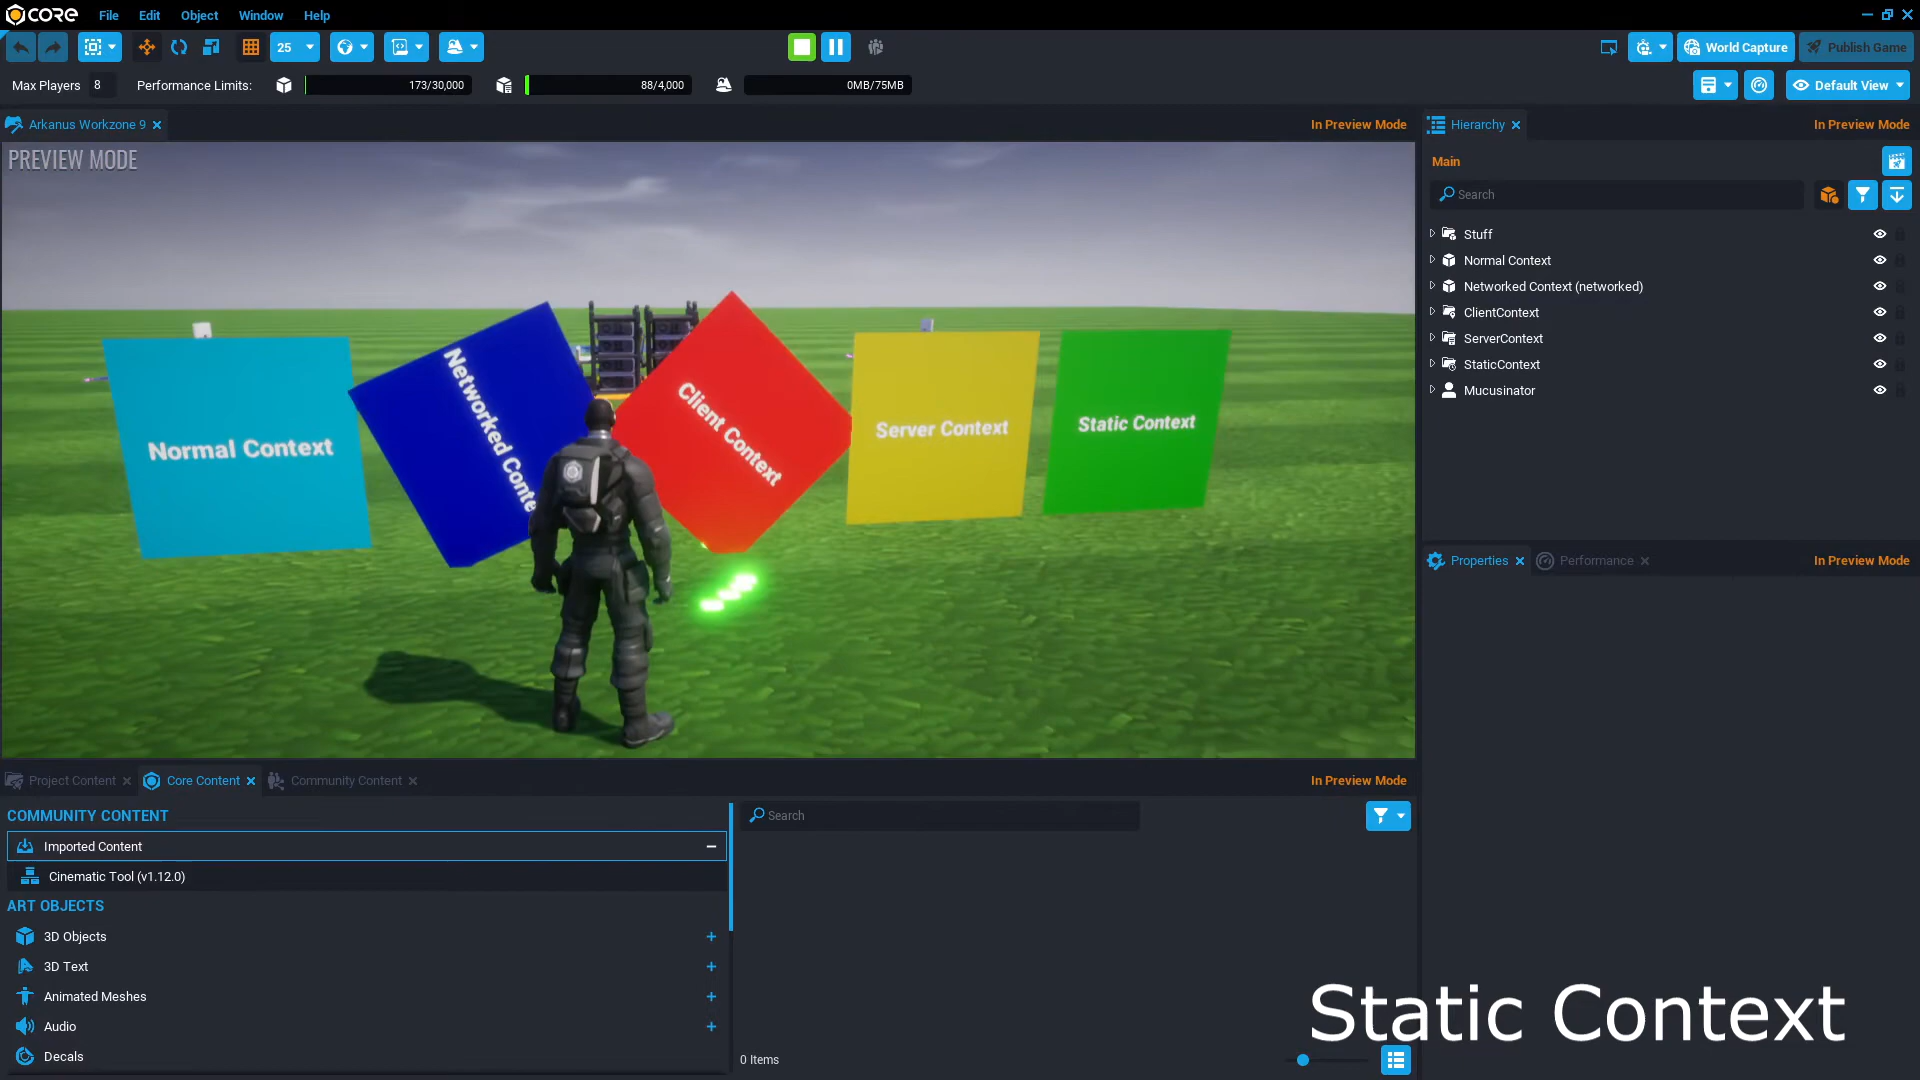 CORE File Edit Object Window Help
25 World Capture Publish Game
Max Players 8 Performance Limits: 173/30,000 88/4,000 0MB/75MB Default View
Arkanus Workzone 9 In Preview Mode
PREVIEW MODE
Normal Context
Networked Conte
Client Context
Server Context
Static Context
Hierarchy In Preview Mode
Main
Search
Stuff
Normal Context
Networked Context (networked)
ClientContext
ServerContext
StaticContext
Mucusinator
Properties Performance In Preview Mode
Project Content Core Content Community Content In Preview Mode
COMMUNITY CONTENT
Imported Content
Cinematic Tool (v1.12.0)
ART OBJECTS
3D Objects
3D Text
Animated Meshes
Audio
Decals
Search
0 Items
Static Context